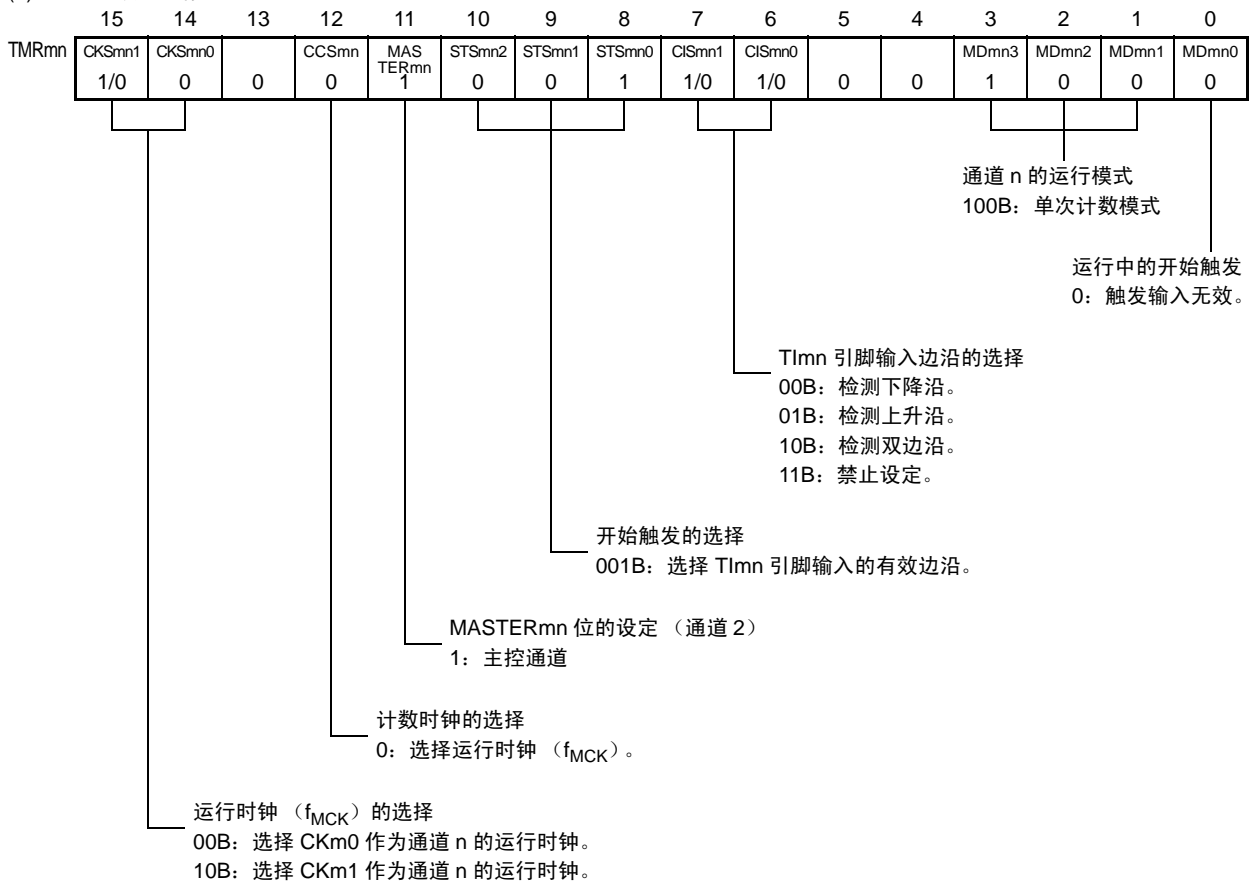 15 14 13 12 11 10 9 8 7 6 5 4 3 2 1 0
TMRmn CKSmn1 CKSmn0 CCSmn MAS TERmn STSmn2 STSmn1 STSmn0 CISmn1 CISmn0 MDmn3 MDmn2 MDmn1 MDmn0
1/0 0 0 0 1 0 0 1 1/0 1/0 0 0 1 0 0 0
通道 n 的运行模式
100B：单次计数模式
运行中的开始触发
0：触发输入无效。
TImn 引脚输入边沿的选择
00B：检测下降沿。
01B：检测上升沿。
10B：检测双边沿。
11B：禁止设定。
开始触发的选择
001B：选择 TImn 引脚输入的有效边沿。
MASTERmn 位的设定 （通道 2）
1：主控通道
计数时钟的选择
0：选择运行时钟 （fMCK）。
运行时钟 （fMCK）的选择
00B：选择 CKm0 作为通道 n 的运行时钟。
10B：选择 CKm1 作为通道 n 的运行时钟。